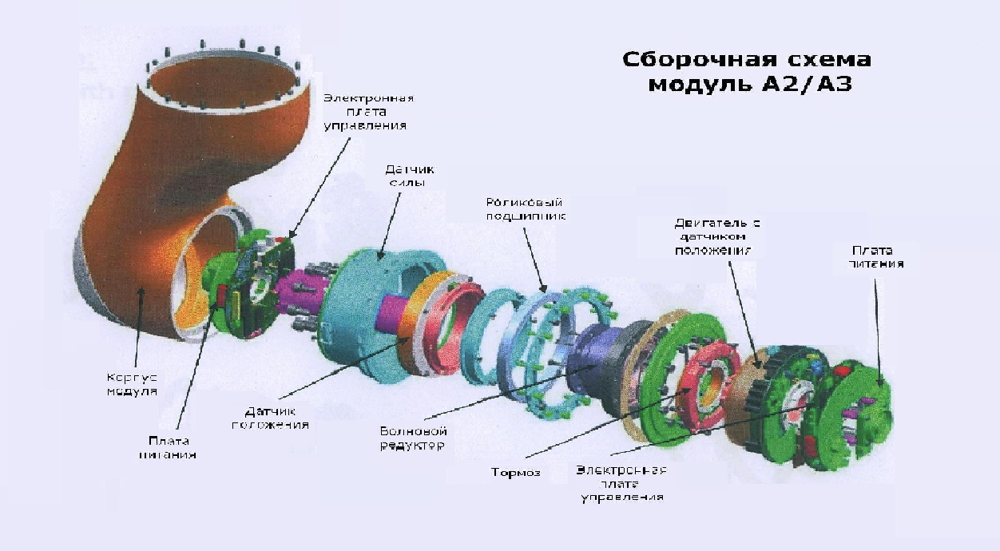 Сборочная схема
модуль А2/А3
Электронная
плата
управления
Датчик
силы
Роликовый
подшипник
Двигатель с
датчиком
положения
Плата
питания
Корпус
модуля
Датчик
положения
Плата
питания
Волновой
редуктор
Тормоз
Электронная
плата
управления